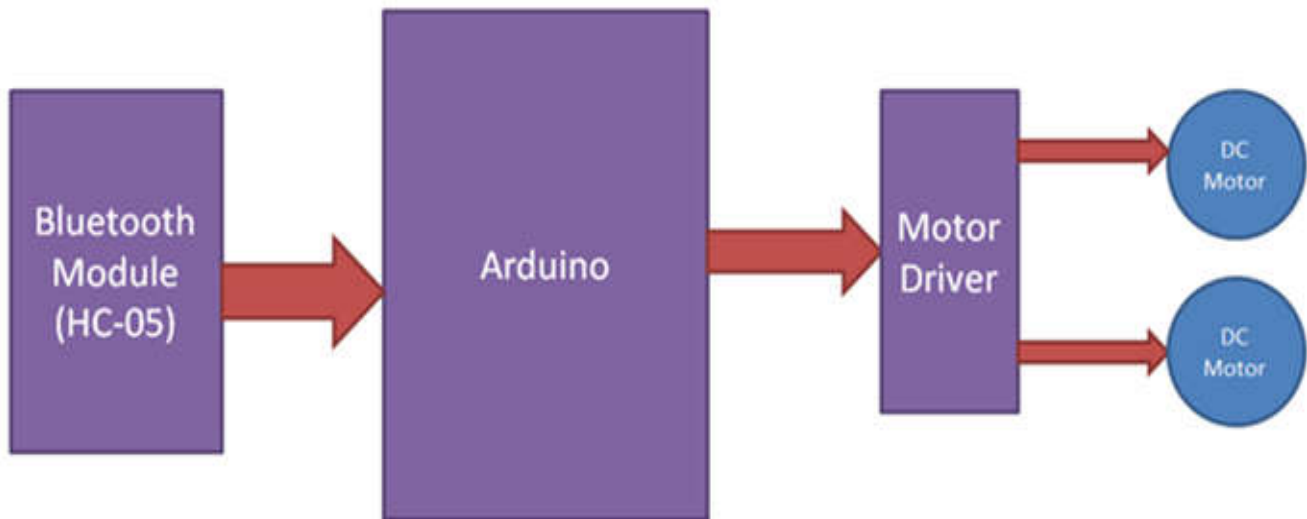 Bluetooth
Module
(HC-05)
Arduino
Motor
Driver
DC
Motor
DC
Motor